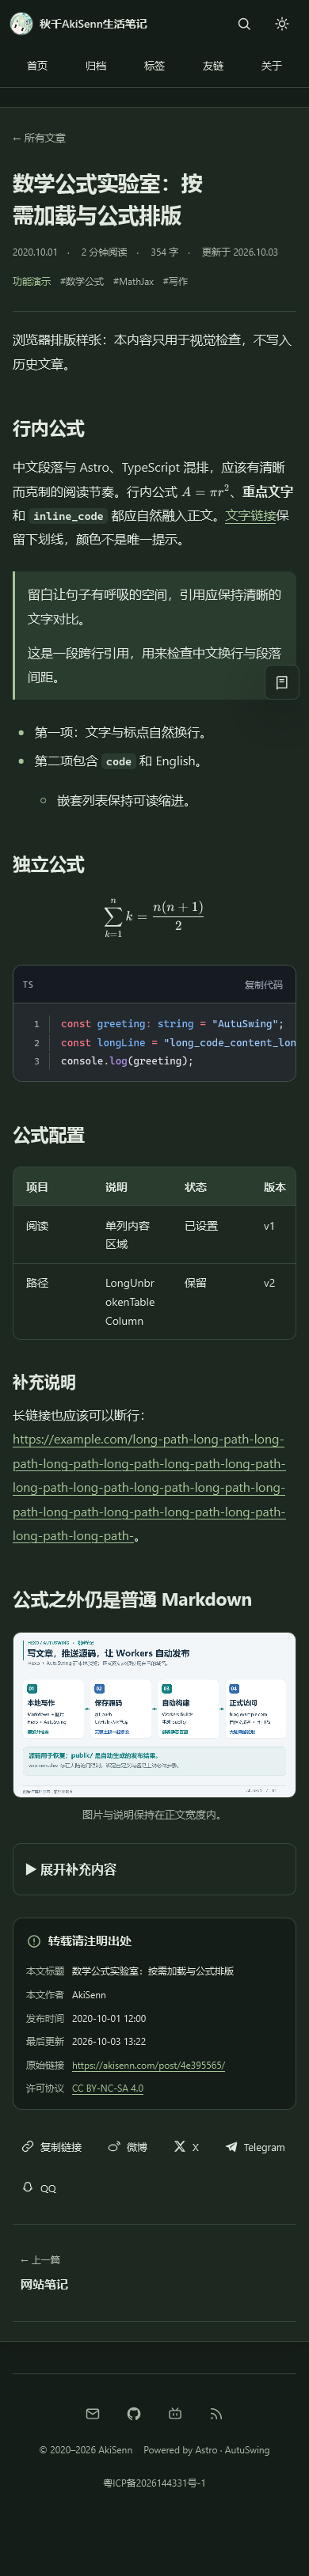 秋千AkiSenn生活笔记
首页 归档 标签 友链 关于
← 所有文章
数学公式实验室：按
需加载与公式排版
2020.10.01 · 2 分钟阅读 · 354 字 · 更新于 2026.10.03
功能演示 #数学公式 #MathJax #写作
浏览器排版样张：本内容只用于视觉检查，不写入
历史文章。
行内公式
中文段落与 Astro、TypeScript 混排，应该有清晰
而克制的阅读节奏。行内公式 A = πr²、重点文字
和 inline_code 都应自然融入正文。文字链接保
留下划线，颜色不是唯一提示。
留白让句子有呼吸的空间，引用应保持清晰的
文字对比。
这是一段跨行引用，用来检查中文换行与段落
间距。
第一项：文字与标点自然换行。
第二项包含 code 和 English。
嵌套列表保持可读缩进。
独立公式
n
∑ k = n(n + 1)
k=1 2
TS 复制代码
1 const greeting: string = "AutuSwing";
2 const longLine = "long_code_content_lon
3 console.log(greeting);
公式配置
项目 说明 状态 版本
阅读 单列内容 已设置 v1
区域
路径 LongUnbr 保留 v2
okenTable
Column
补充说明
长链接也应该可以断行：
https://example.com/long-path-long-path-long-
path-long-path-long-path-long-path-long-path-
long-path-long-path-long-path-long-path-long-
path-long-path-long-path-long-path-long-path-
long-path-long-path-。
公式之外仍是普通 Markdown
写文章，推送源码，让 Workers 自动发布
01 02 03 04
本地写作 保存源码 自动构建 正式访问
图片与说明保持在正文宽度内。
▶ 展开补充内容
转载请注明出处
本文标题 数学公式实验室：按需加载与公式排版
本文作者 AkiSenn
发布时间 2020-10-01 12:00
最后更新 2026-10-03 13:22
原始链接 https://akisenn.com/post/4e395565/
许可协议 CC BY-NC-SA 4.0
复制链接 微博 X Telegram
QQ
← 上一篇
网站笔记
© 2020–2026 AkiSenn Powered by Astro · AutuSwing
粤ICP备2026144331号-1